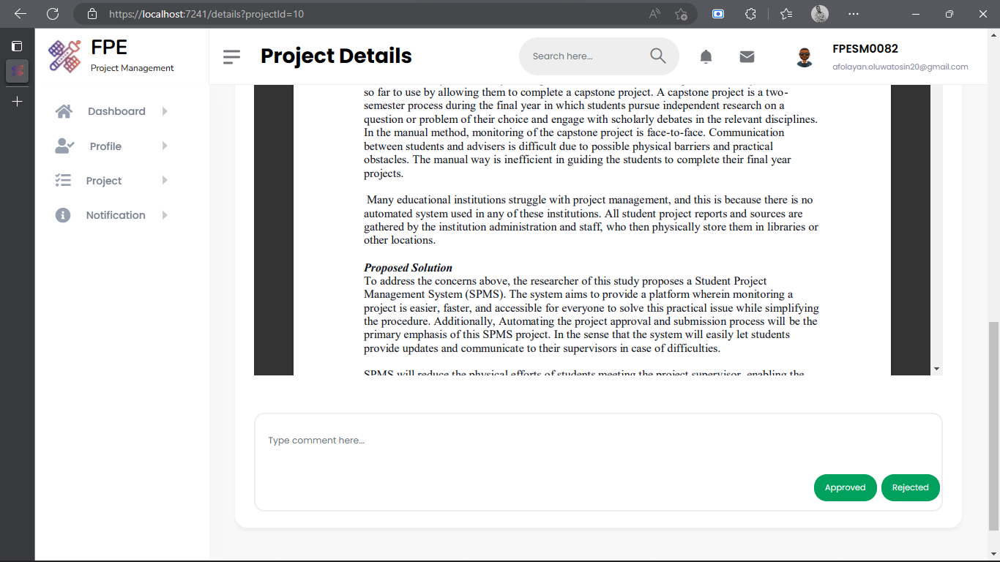 https://localhost:7241/details?projectId=10
FPE
Project Management
Project Details
Search here...
FPESM0082
afolayan.oluwatosin20@gmail.com
Dashboard
Profile
Project
Notification
so far to use by allowing them to complete a capstone project. A capstone project is a two-
semester process during the final year in which students pursue independent research on a
question or problem of their choice and engage with scholarly debates in the relevant disciplines.
In the manual method, monitoring of the capstone project is face-to-face. Communication
between students and advisers is difficult due to possible physical barriers and practical
obstacles. The manual way is inefficient in guiding the students to complete their final year
projects.
Many educational institutions struggle with project management, and this is because there is no
automated system used in any of these institutions. All student project reports and sources are
gathered by the institution administration and staff, who then physically store them in libraries or
other locations.
Proposed Solution
To address the concerns above, the researcher of this study proposes a Student Project
Management System (SPMS). The system aims to provide a platform wherein monitoring a
project is easier, faster, and accessible for everyone to solve this practical issue while simplifying
the procedure. Additionally, Automating the project approval and submission process will be the
primary emphasis of this SPMS project. In the sense that the system will easily let students
provide updates and communicate to their supervisors in case of difficulties.
SPMS will reduce the physical efforts of students meeting the project supervisor, enabling the
Type comment here...
Approved
Rejected